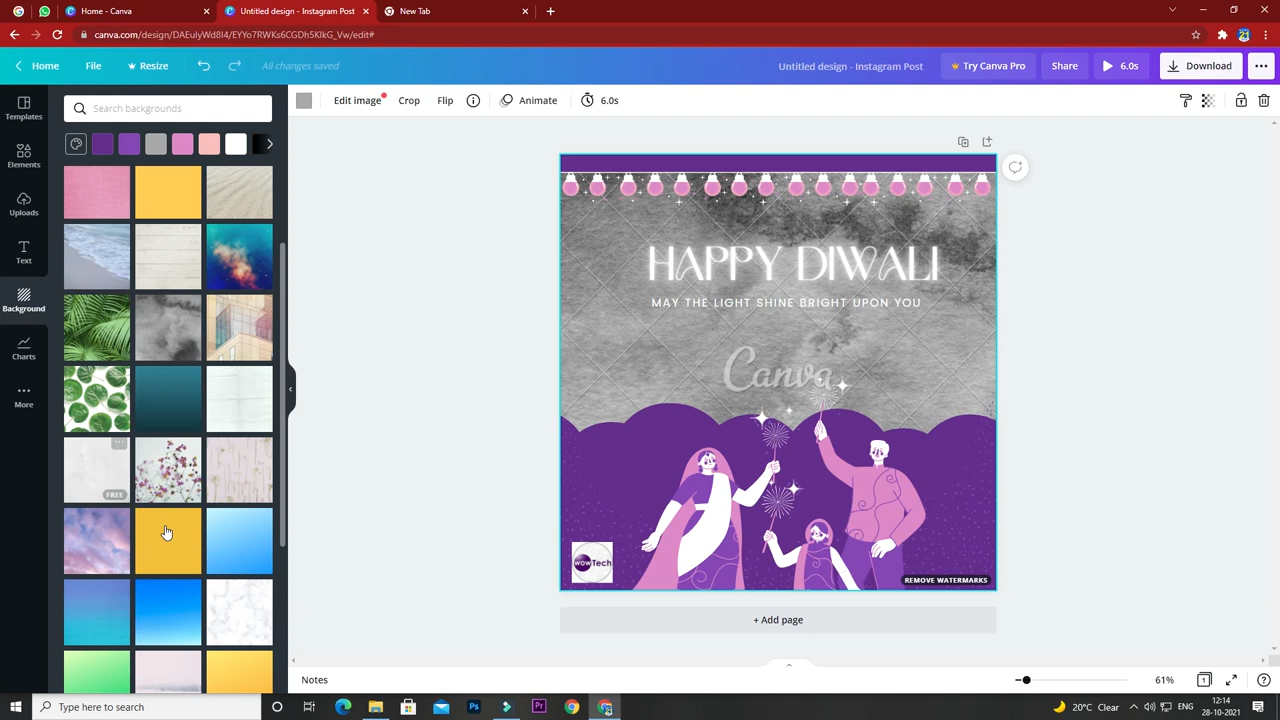 Home - Canva
Untitled design - Instagram Post
New Tab
canva.com/design/DAEulyWd8I4/EYYo7RWKs6CGDh5KIkG_Vw/edit#
Home
File
Resize
All changes saved
Untitled design - Instagram Post
Try Canva Pro
Share
6.0s
Download
Templates
Elements
Uploads
Text
Background
Charts
More
Search backgrounds
FREE
Edit image
Crop
Flip
Animate
6.0s
HAPPY DIWALI
MAY THE LIGHT SHINE BRIGHT UPON YOU
Canva
wowTech
REMOVE WATERMARKS
+ Add page
Notes
61%
1
Type here to search
20°C Clear
ENG
12:14
28-10-2021